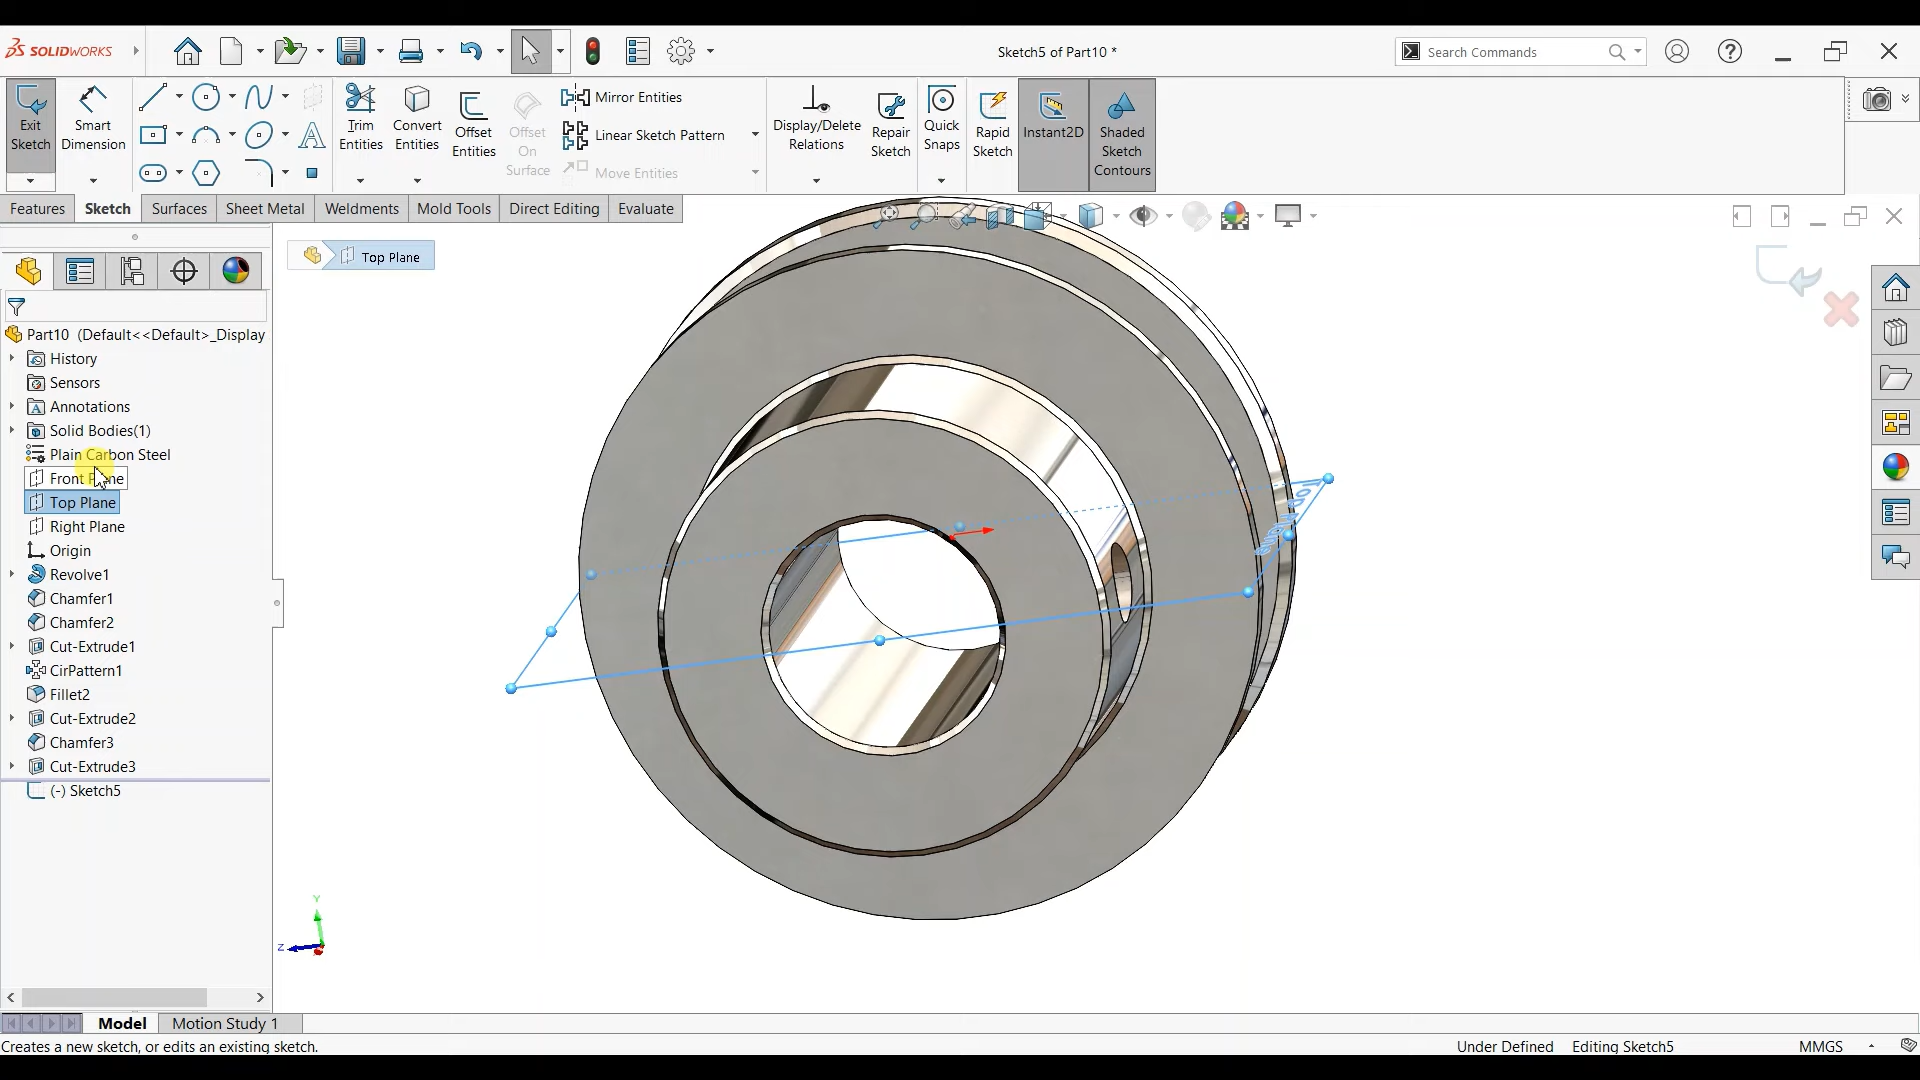 SOLIDWORKS
Sketch5 of Part10 *
Search Commands
Exit Sketch
Smart Dimension
Trim Entities
Convert Entities
Offset Entities
Offset On Surface
Mirror Entities
Linear Sketch Pattern
Move Entities
Display/Delete Relations
Repair Sketch
Quick Snaps
Rapid Sketch
Instant2D
Shaded Sketch Contours
Features
Sketch
Surfaces
Sheet Metal
Weldments
Mold Tools
Direct Editing
Evaluate
Top Plane
Part10 (Default<<Default>_Display
History
Sensors
Annotations
Solid Bodies(1)
Plain Carbon Steel
Front Plane
Top Plane
Right Plane
Origin
Revolve1
Chamfer1
Chamfer2
Cut-Extrude1
CirPattern1
Fillet2
Cut-Extrude2
Chamfer3
Cut-Extrude3
(-) Sketch5
Top Plane
Y
Z
Model
Motion Study 1
Creates a new sketch, or edits an existing sketch.
Under Defined
Editing Sketch5
MMGS